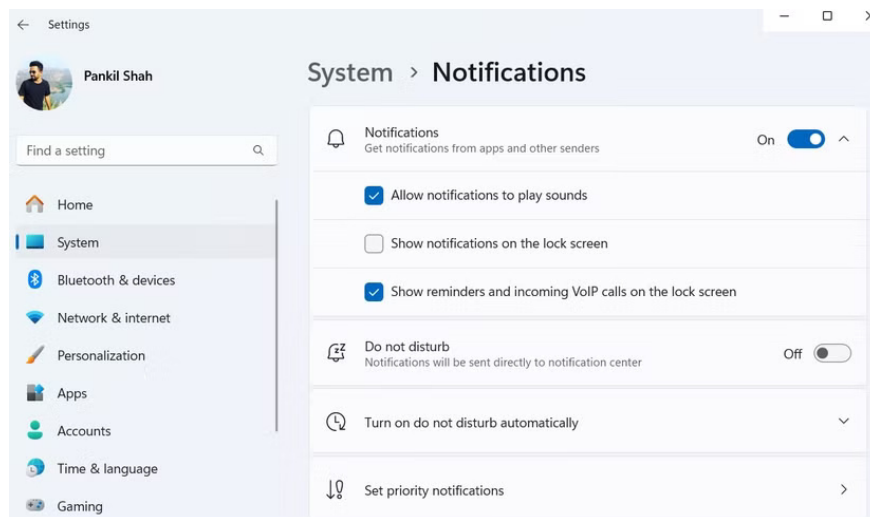 Settings
Pankil Shah
Find a setting
Home
System
Bluetooth & devices
Network & internet
Personalization
Apps
Accounts
Time & language
Gaming
System > Notifications
Notifications
Get notifications from apps and other senders
On
Allow notifications to play sounds
Show notifications on the lock screen
Show reminders and incoming VoIP calls on the lock screen
Do not disturb
Notifications will be sent directly to notification center
Off
Turn on do not disturb automatically
Set priority notifications